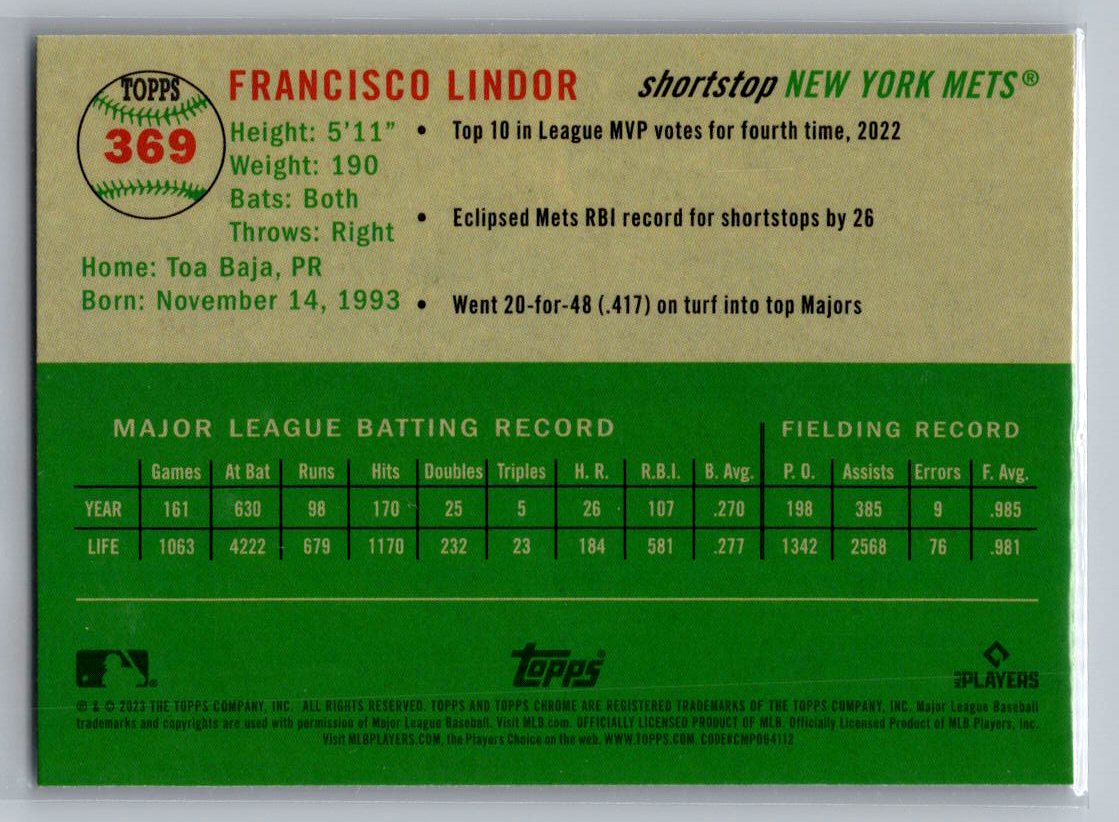 TOPPS
369
FRANCISCO LINDOR
shortstop NEW YORK METS®
Height: 5'11"
Weight: 190
Bats: Both
Throws: Right
Home: Toa Baja, PR
Born: November 14, 1993
• Top 10 in League MVP votes for fourth time, 2022
• Eclipsed Mets RBI record for shortstops by 26
• Went 20-for-48 (.417) on turf into top Majors
MAJOR LEAGUE BATTING RECORD FIELDING RECORD
Games At Bat Runs Hits Doubles Triples H. R. R.B.I. B. Avg. P. O. Assists Errors F. Avg.
YEAR 161 630 98 170 25 5 26 107 .270 198 385 9 .985
LIFE 1063 4222 679 1170 232 23 184 581 .277 1342 2568 76 .981
Topps®
MLB PLAYERS
® & © 2023 THE TOPPS COMPANY, INC. ALL RIGHTS RESERVED. TOPPS AND TOPPS CHROME ARE REGISTERED TRADEMARKS OF THE TOPPS COMPANY, INC. Major League Baseball
trademarks and copyrights are used with permission of Major League Baseball. Visit MLB.com. OFFICIALLY LICENSED PRODUCT OF MLB. Officially Licensed Product of MLB Players, Inc.
Visit MLBPLAYERS.COM, the Players Choice on the web. WWW.TOPPS.COM CODE#CMP084112